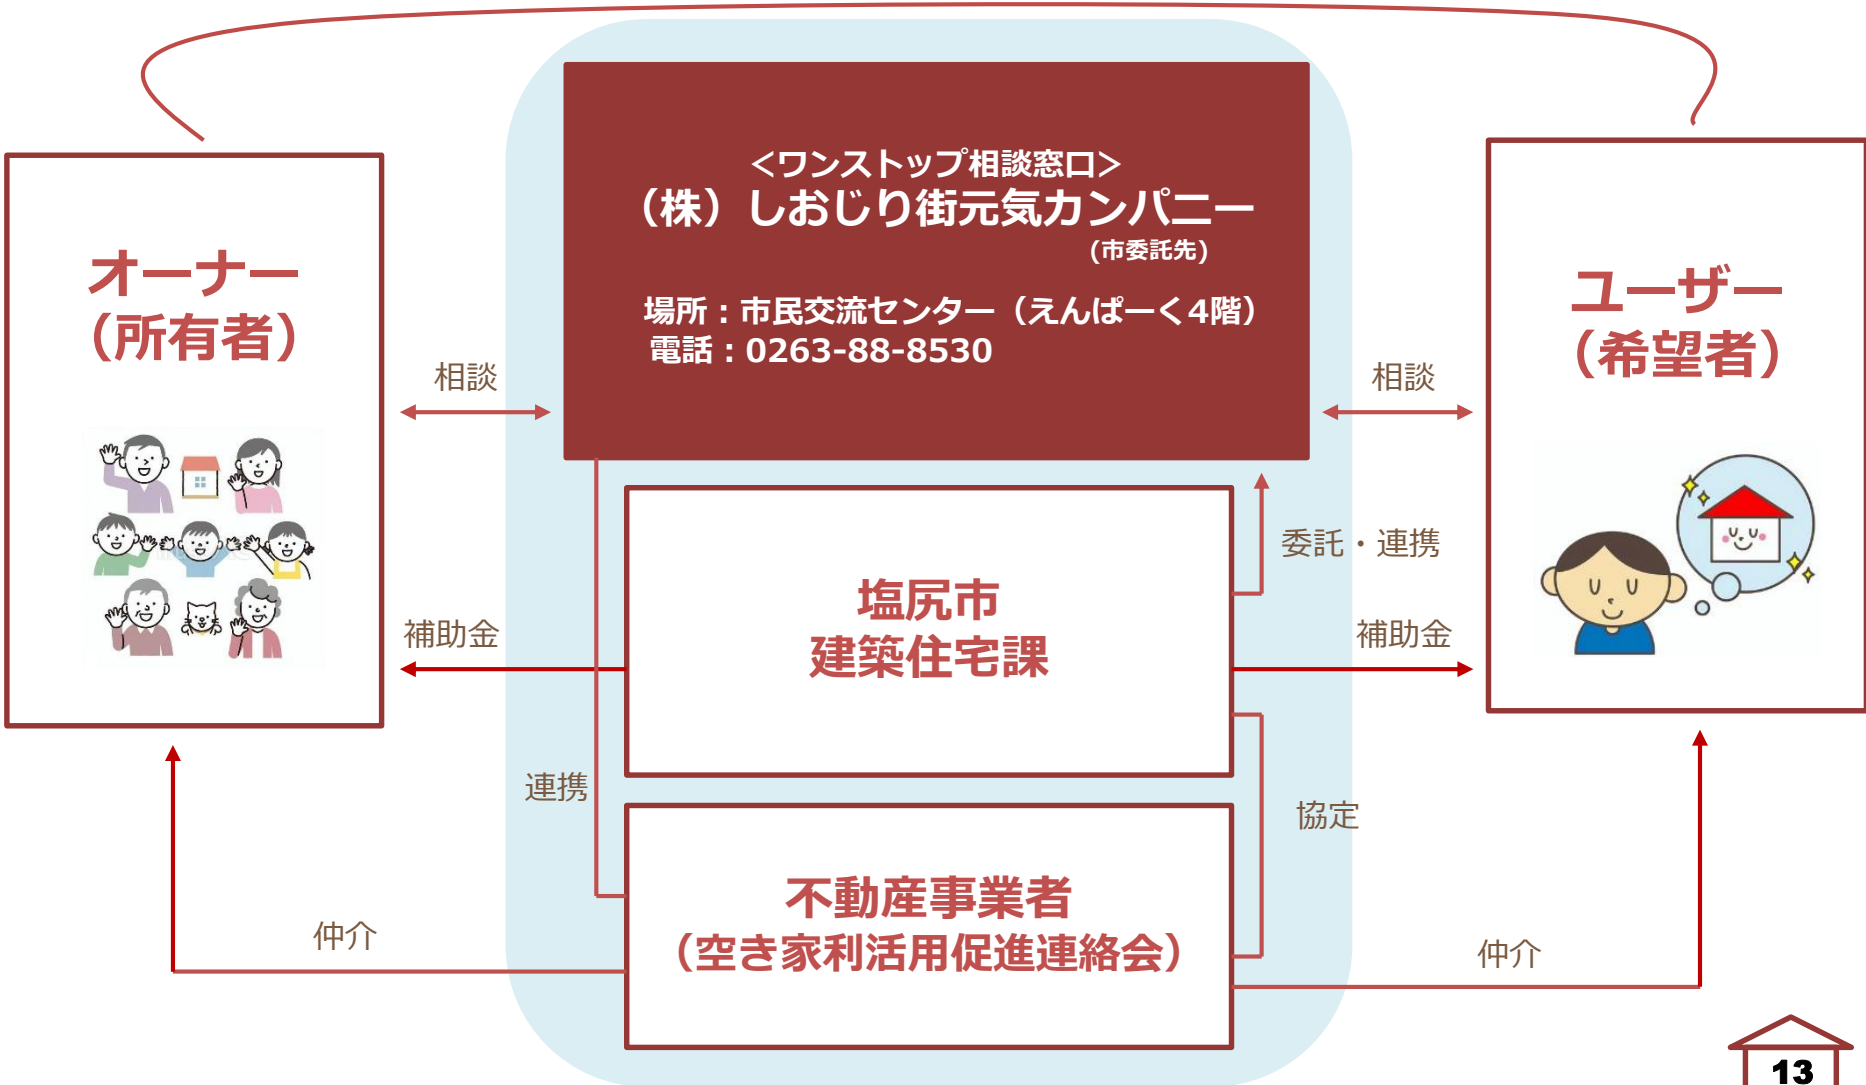 ＜ワンストップ相談窓口＞
（株）しおじり街元気カンパニー
(市委託先)
場所：市民交流センター（えんぱーく4階）
電話：0263-88-8530
オーナー
（所有者）
ユーザー
（希望者）
相談
相談
委託・連携
塩尻市
建築住宅課
補助金
補助金
連携
協定
不動産事業者
（空き家利活用促進連絡会）
仲介
仲介
13